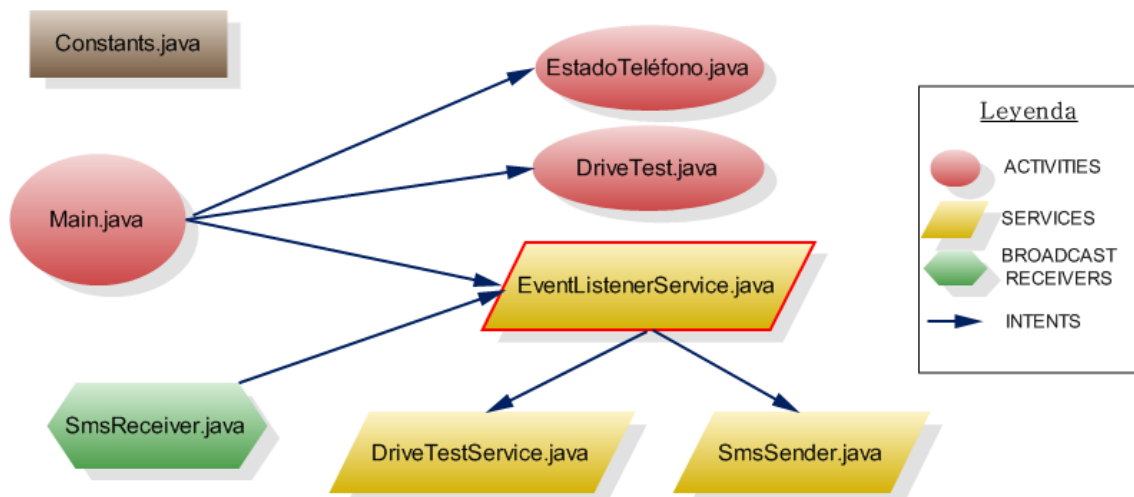 Constants.java
EstadoTeléfono.java
DriveTest.java
Main.java
EventListenerService.java
SmsReceiver.java
DriveTestService.java
SmsSender.java
Leyenda
ACTIVITIES
SERVICES
BROADCAST
RECEIVERS
INTENTS